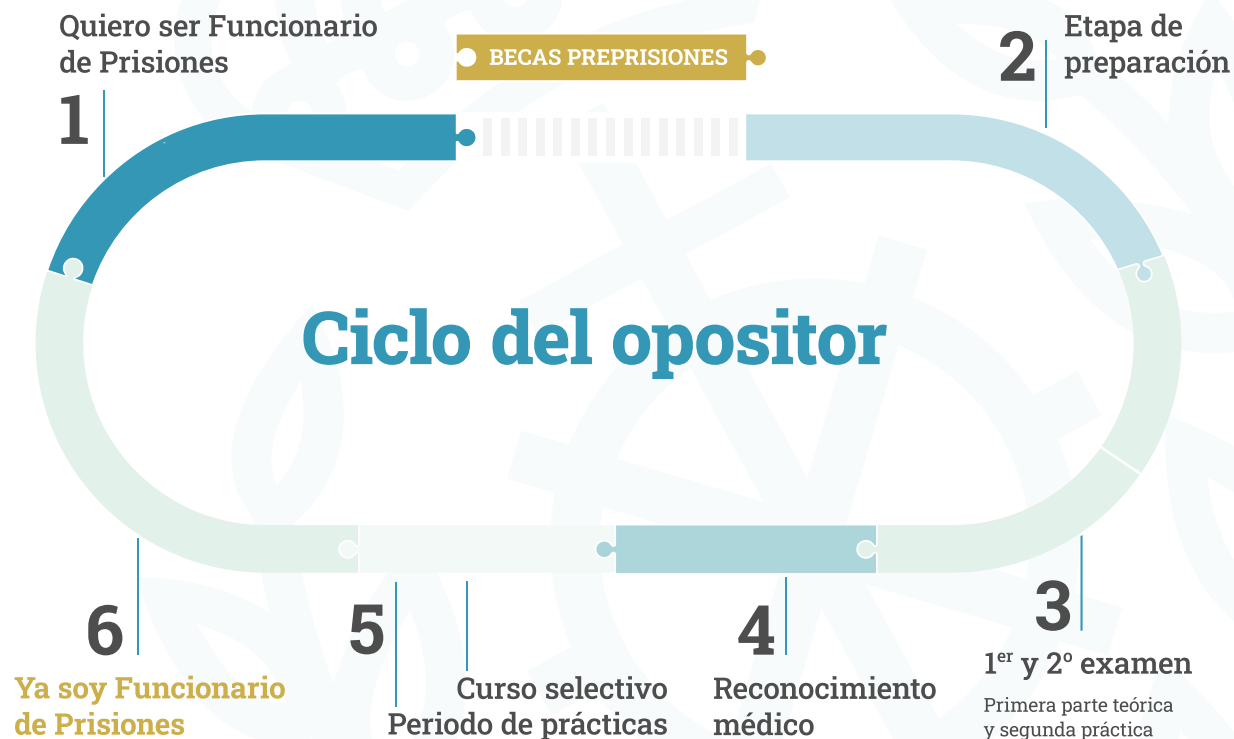 Quiero ser Funcionario
de Prisiones
1
BECAS PREPRISIONES
2
Etapa de
preparación
Ciclo del opositor
6
Ya soy Funcionario
de Prisiones
5
Curso selectivo
Periodo de prácticas
4
Reconocimiento
médico
3
1er y 2º examen
Primera parte teórica
y segunda práctica